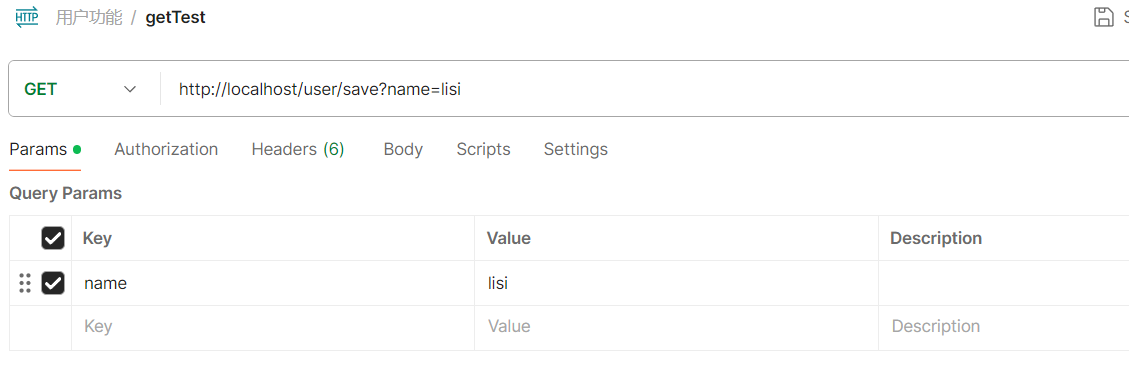 HTTP 用户功能 / getTest
GET http://localhost/user/save?name=lisi
Params Authorization Headers (6) Body Scripts Settings
Query Params
Key Value Description
name lisi
Key Value Description